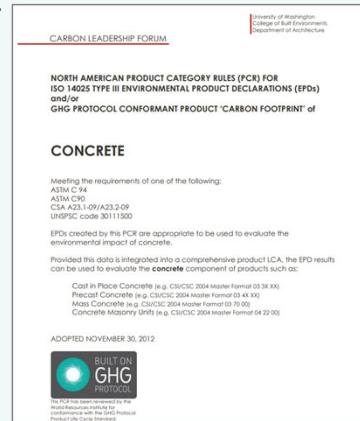 University of Washington
College of Built Environments
Department of Architecture
CARBON LEADERSHIP FORUM
NORTH AMERICAN PRODUCT CATEGORY RULES (PCR) FOR
ISO 14025 TYPE III ENVIRONMENTAL PRODUCT DECLARATIONS (EPDs)
and/or
GHG PROTOCOL CONFORMANT PRODUCT 'CARBON FOOTPRINT' of
CONCRETE
Meeting the requirements of one of the following:
ASTM C 94
ASTM C90
CSA A23.1-09/A23.2-09
UNSPSC code 30111500
EPDs created by this PCR are appropriate to be used to evaluate the
environmental impact of concrete.
Provided this data is integrated into a comprehensive product LCA, the EPD results
can be used to evaluate the concrete component of products such as:
Cast in Place Concrete (e.g. CSI/CSC 2004 Master Format 03 3X XX)
Precast Concrete (e.g. CSI/CSC 2004 Master Format 03 4X XX)
Mass Concrete (e.g. CSI/CSC 2004 Master Format 03 70 00)
Concrete Masonry Units (e.g. CSI/CSC 2004 Master Format 04 22 00)
ADOPTED NOVEMBER 30, 2012
BUILT ON
GHG
PROTOCOL
This PCR has been reviewed by the
World Resources Institute for
conformance with the GHG Protocol
Product Life Cycle Standard.